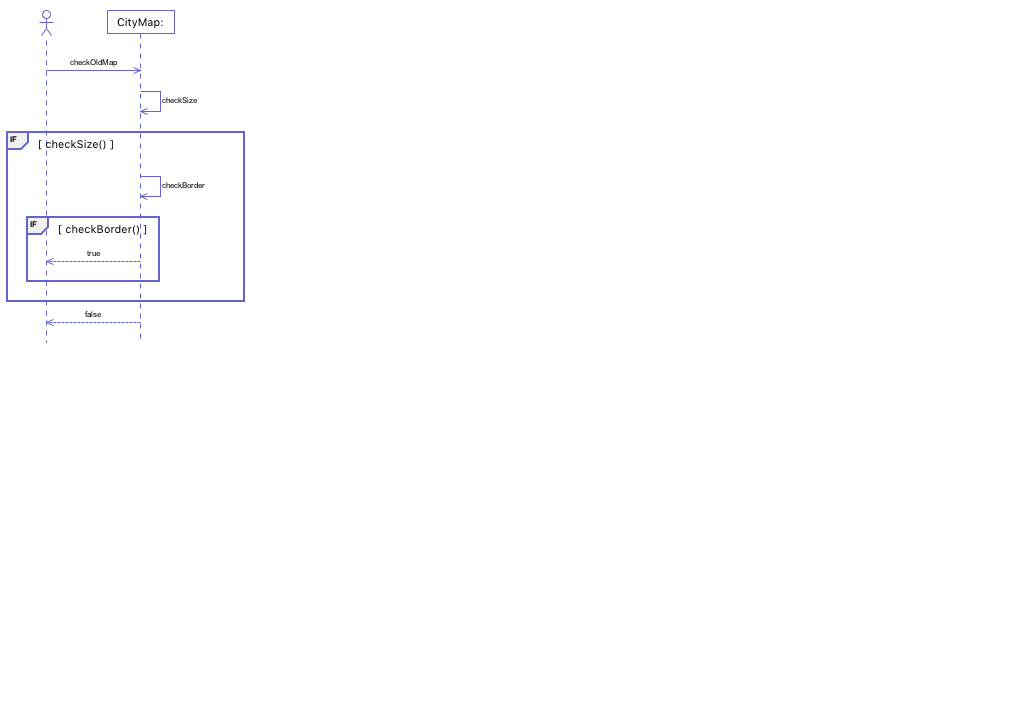 CityMap:
checkOldMap
checkSize
IF
[ checkSize() ]
checkBorder
IF
[ checkBorder() ]
true
false